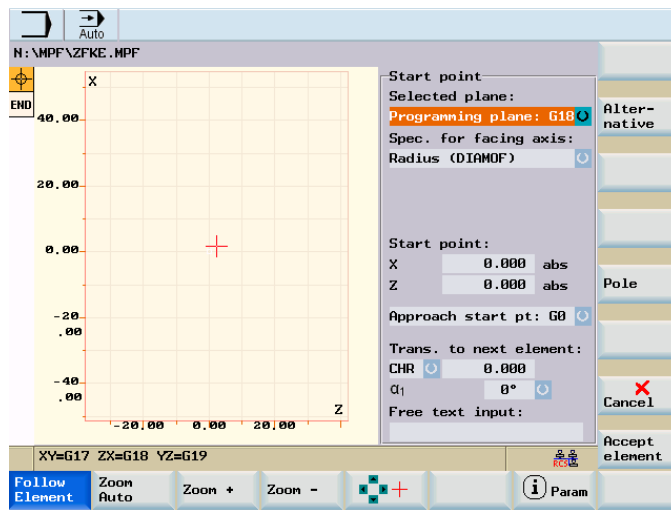 Auto
N:\MPF\ZFKE.MPF
END
X
40.00
20.00
0.00
-20
.00
-40
.00
Z
-20.00 0.00 20.00
Start point
Selected plane:
Programming plane: G18
Spec. for facing axis:
Radius (DIAMOF)
Start point:
X 0.000 abs
Z 0.000 abs
Approach start pt: G0
Trans. to next element:
CHR 0.000
α1 0°
Free text input:
Alter-
native
Pole
Cancel
Accept
element
XY=G17 ZX=G18 YZ=G19
RCS
Follow
Element
Zoom
Auto
Zoom +
Zoom -
i Param